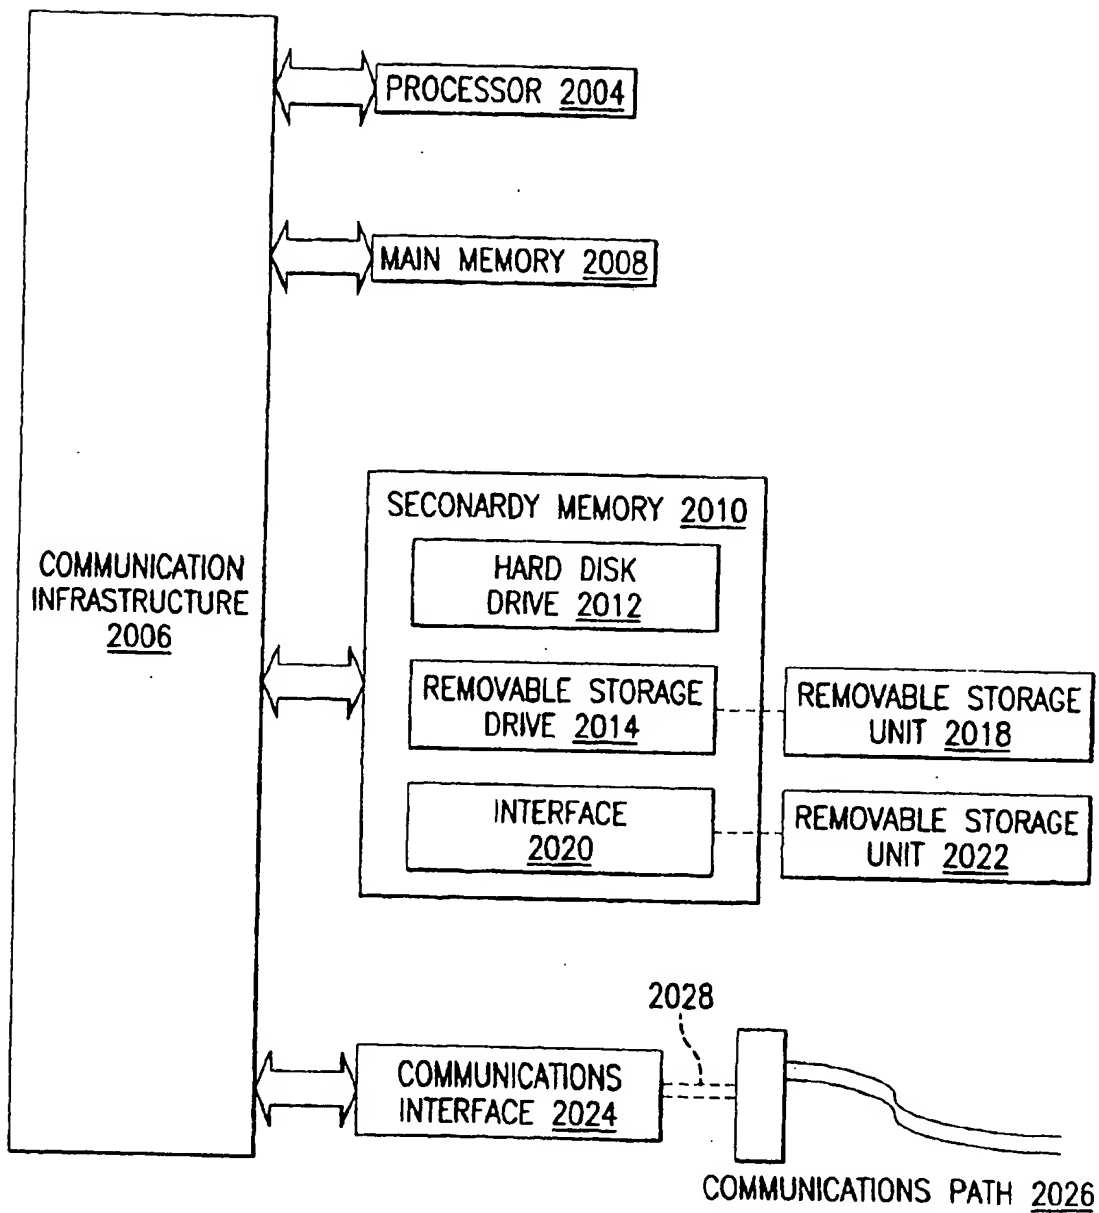 PROCESSOR 2004
MAIN MEMORY 2008
COMMUNICATION
INFRASTRUCTURE
2006
SECONARDY MEMORY 2010
HARD DISK
DRIVE 2012
REMOVABLE STORAGE
DRIVE 2014
REMOVABLE STORAGE
UNIT 2018
INTERFACE
2020
REMOVABLE STORAGE
UNIT 2022
2028
COMMUNICATIONS
INTERFACE 2024
COMMUNICATIONS PATH 2026